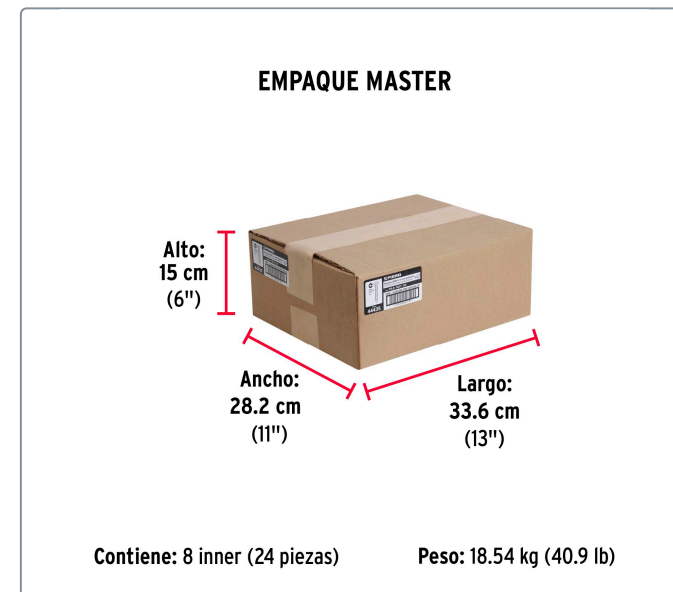 EMPAQUE MASTER
Alto:
15 cm
(6")
Ancho:
28.2 cm
(11")
Largo:
33.6 cm
(13")
Contiene: 8 inner (24 piezas)
Peso: 18.54 kg (40.9 lb)